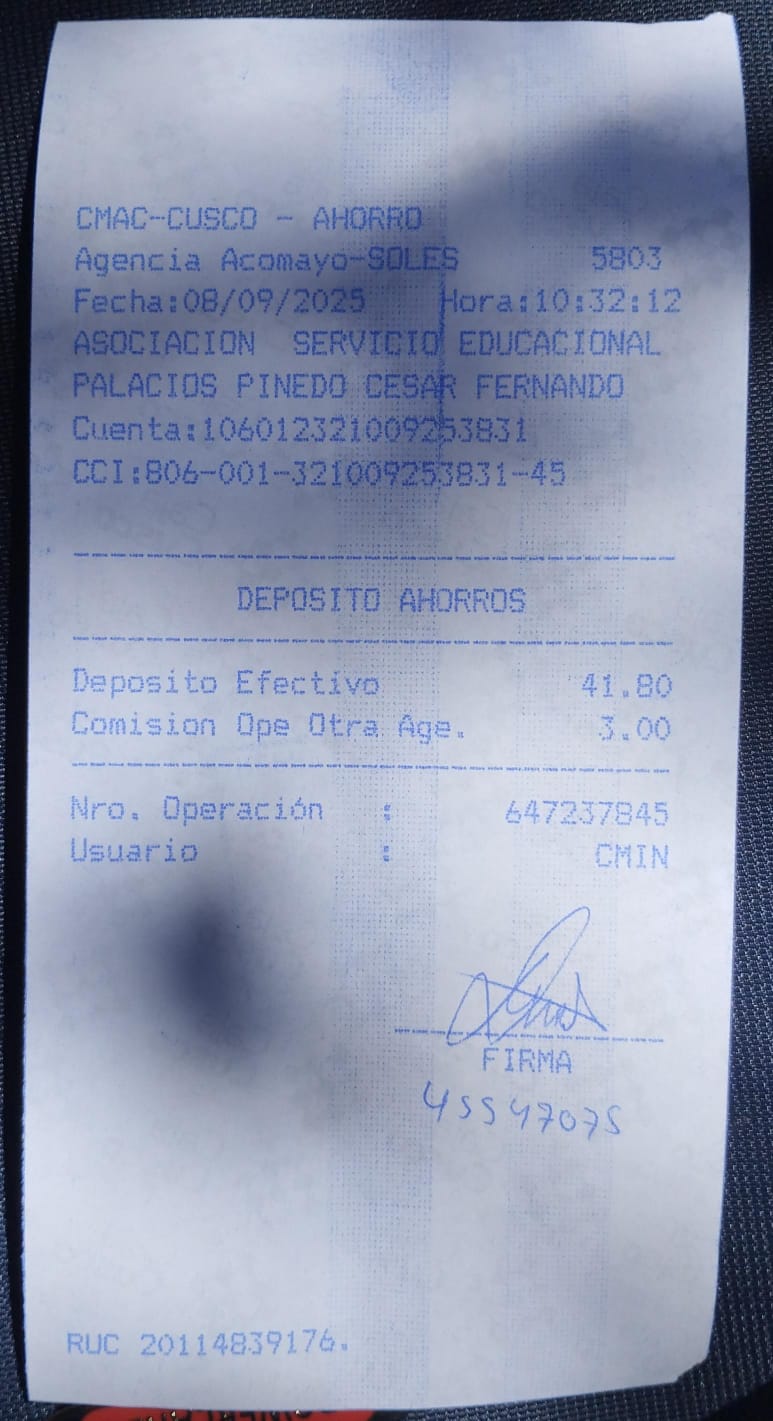 CMAC-CUSCO - AHORRO
Agencia Acomayo-SOLES 5803
Fecha:08/09/2025 Hora:10:32:12
ASOCIACION SERVICIO EDUCACIONAL
PALACIOS PINEDO CESAR FERNANDO
Cuenta:106012321009253831
CCI:806-001-321009253831-45
DEPOSITO AHORROS
Deposito Efectivo 41.80
Comision Ope Otra Age. 3.00
Nro. Operación : 647237845
Usuario : CMIN
FIRMA
45547075
RUC 20114839176.